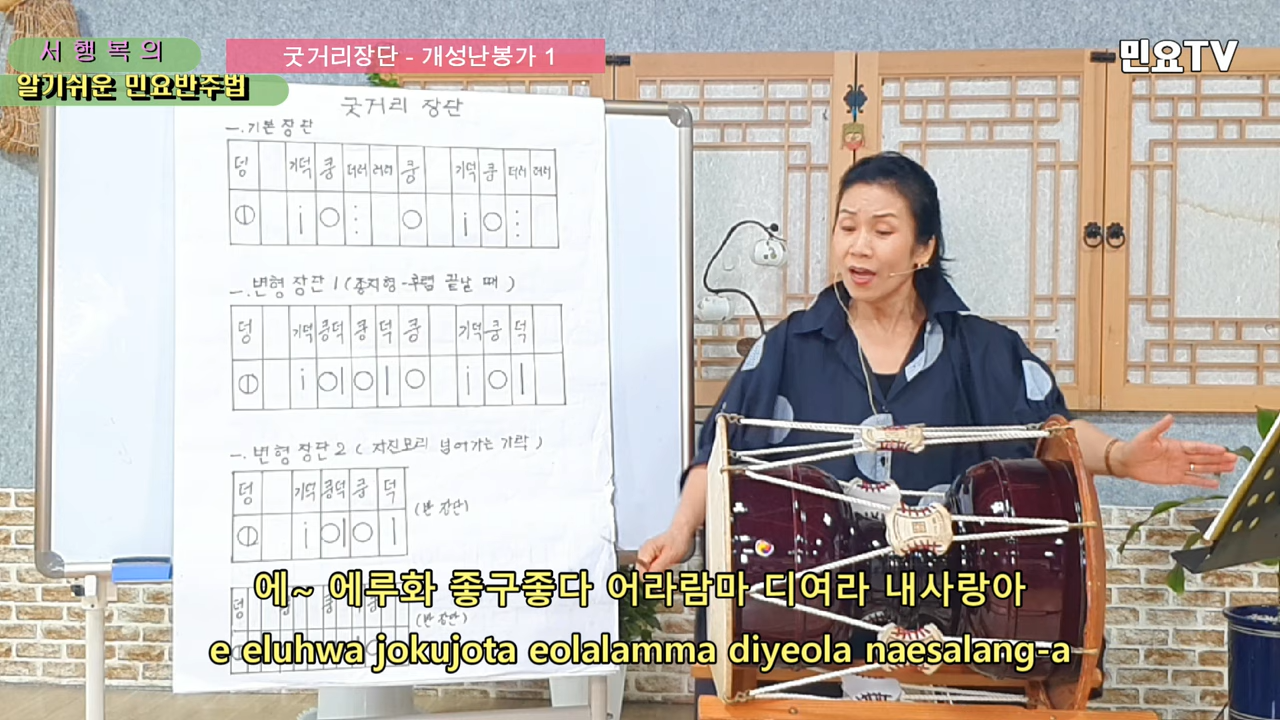 서 행 복 의
알기쉬운 민요반주법
굿거리장단 - 개성난봉가 1
민요TV
굿거리 장단
一. 기본 장단
덩 기덕 쿵 더러 러러 쿵 기덕 쿵 더러 러러
一. 변형 장단 1 (종지형-후렴 끝날 때)
덩 기덕 쿵덕 쿵 덕 쿵 기덕 쿵 덕
一. 변형 장단 2 (자진모리 넘어가는 가락)
덩 기덕 쿵덕 쿵 덕
(반 장단)
덩
(반 장단)
에~ 에루화 좋구좋다 어라람마 디여라 내사랑아
e eluhwa jokujota eolalamma diyeola naesalang-a